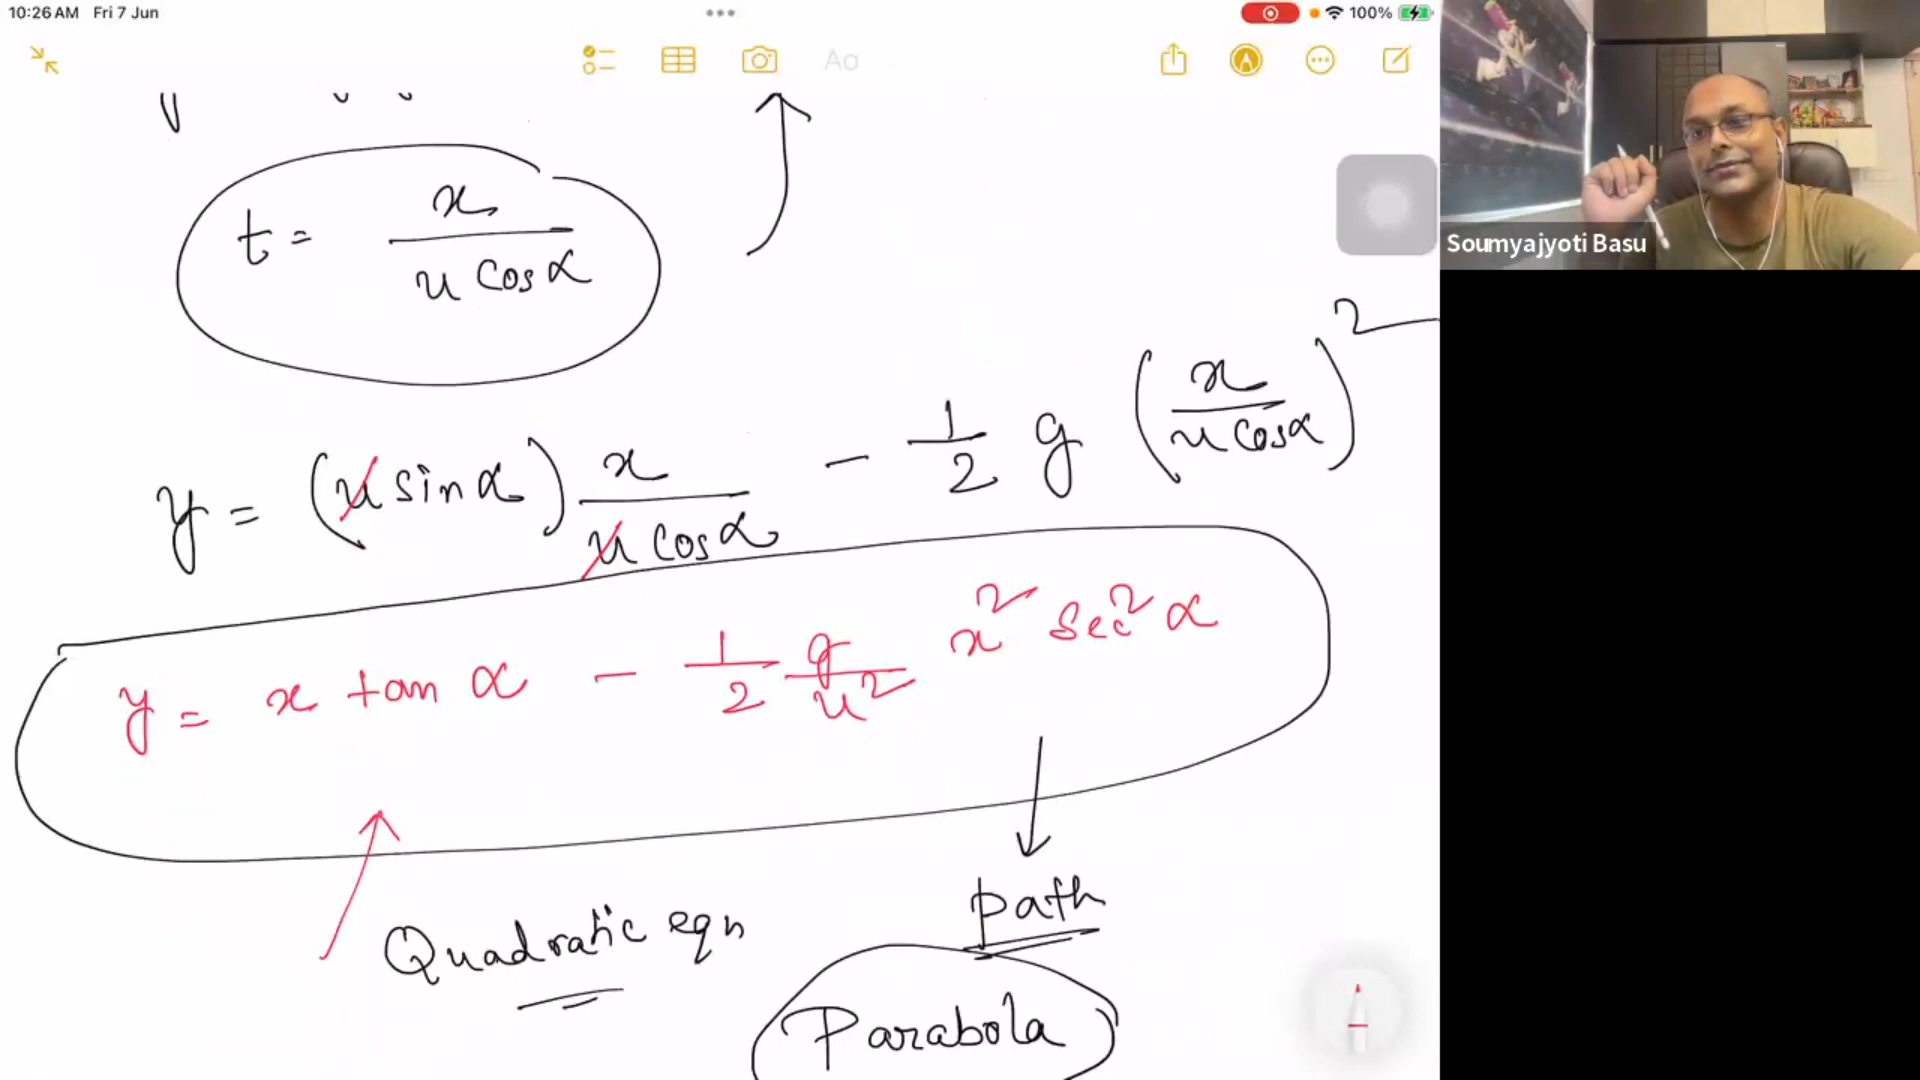 10:26 AM Fri 7 Jun
100%
Aa
Soumyajyoti Basu
t = x / u cos α
y = (u sin α) x / u cos α - 1/2 g (x / u cos α)²
y = x tan α - 1/2 g/u² x² sec² α
Quadratic eqn
path
Parabola